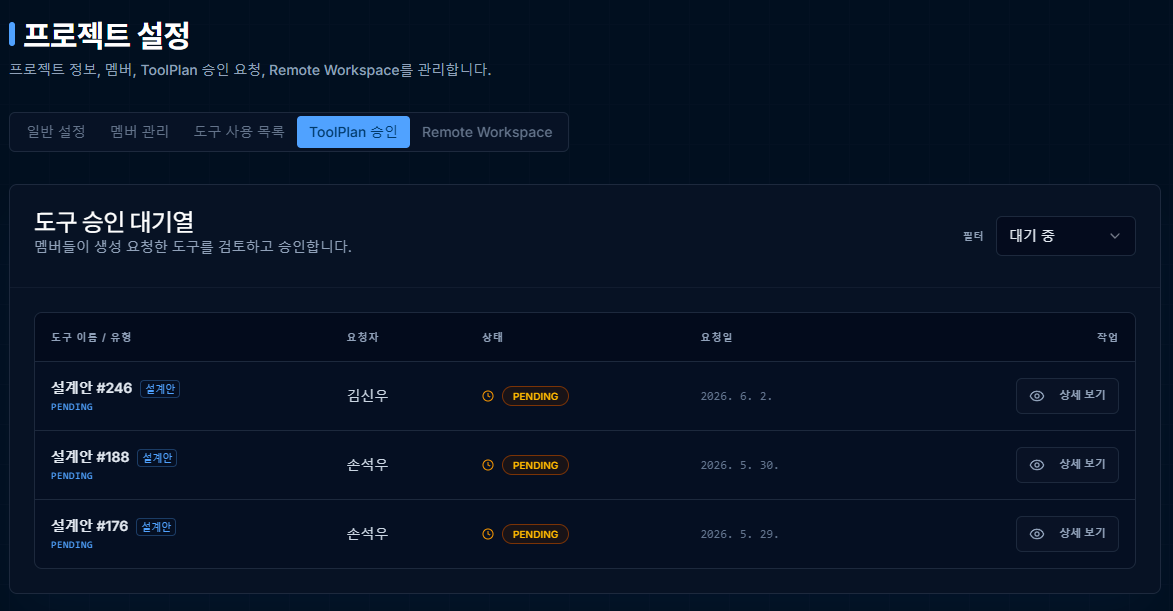 프로젝트 설정
프로젝트 정보, 멤버, ToolPlan 승인 요청, Remote Workspace를 관리합니다.
일반 설정 멤버 관리 도구 사용 목록 ToolPlan 승인 Remote Workspace
도구 승인 대기열
멤버들이 생성 요청한 도구를 검토하고 승인합니다.
필터 대기 중
도구 이름 / 유형 요청자 상태 요청일 작업
설계안 #246 설계안 김신우 PENDING 2026. 6. 2. 상세 보기
PENDING
설계안 #188 설계안 손석우 PENDING 2026. 5. 30. 상세 보기
PENDING
설계안 #176 설계안 손석우 PENDING 2026. 5. 29. 상세 보기
PENDING